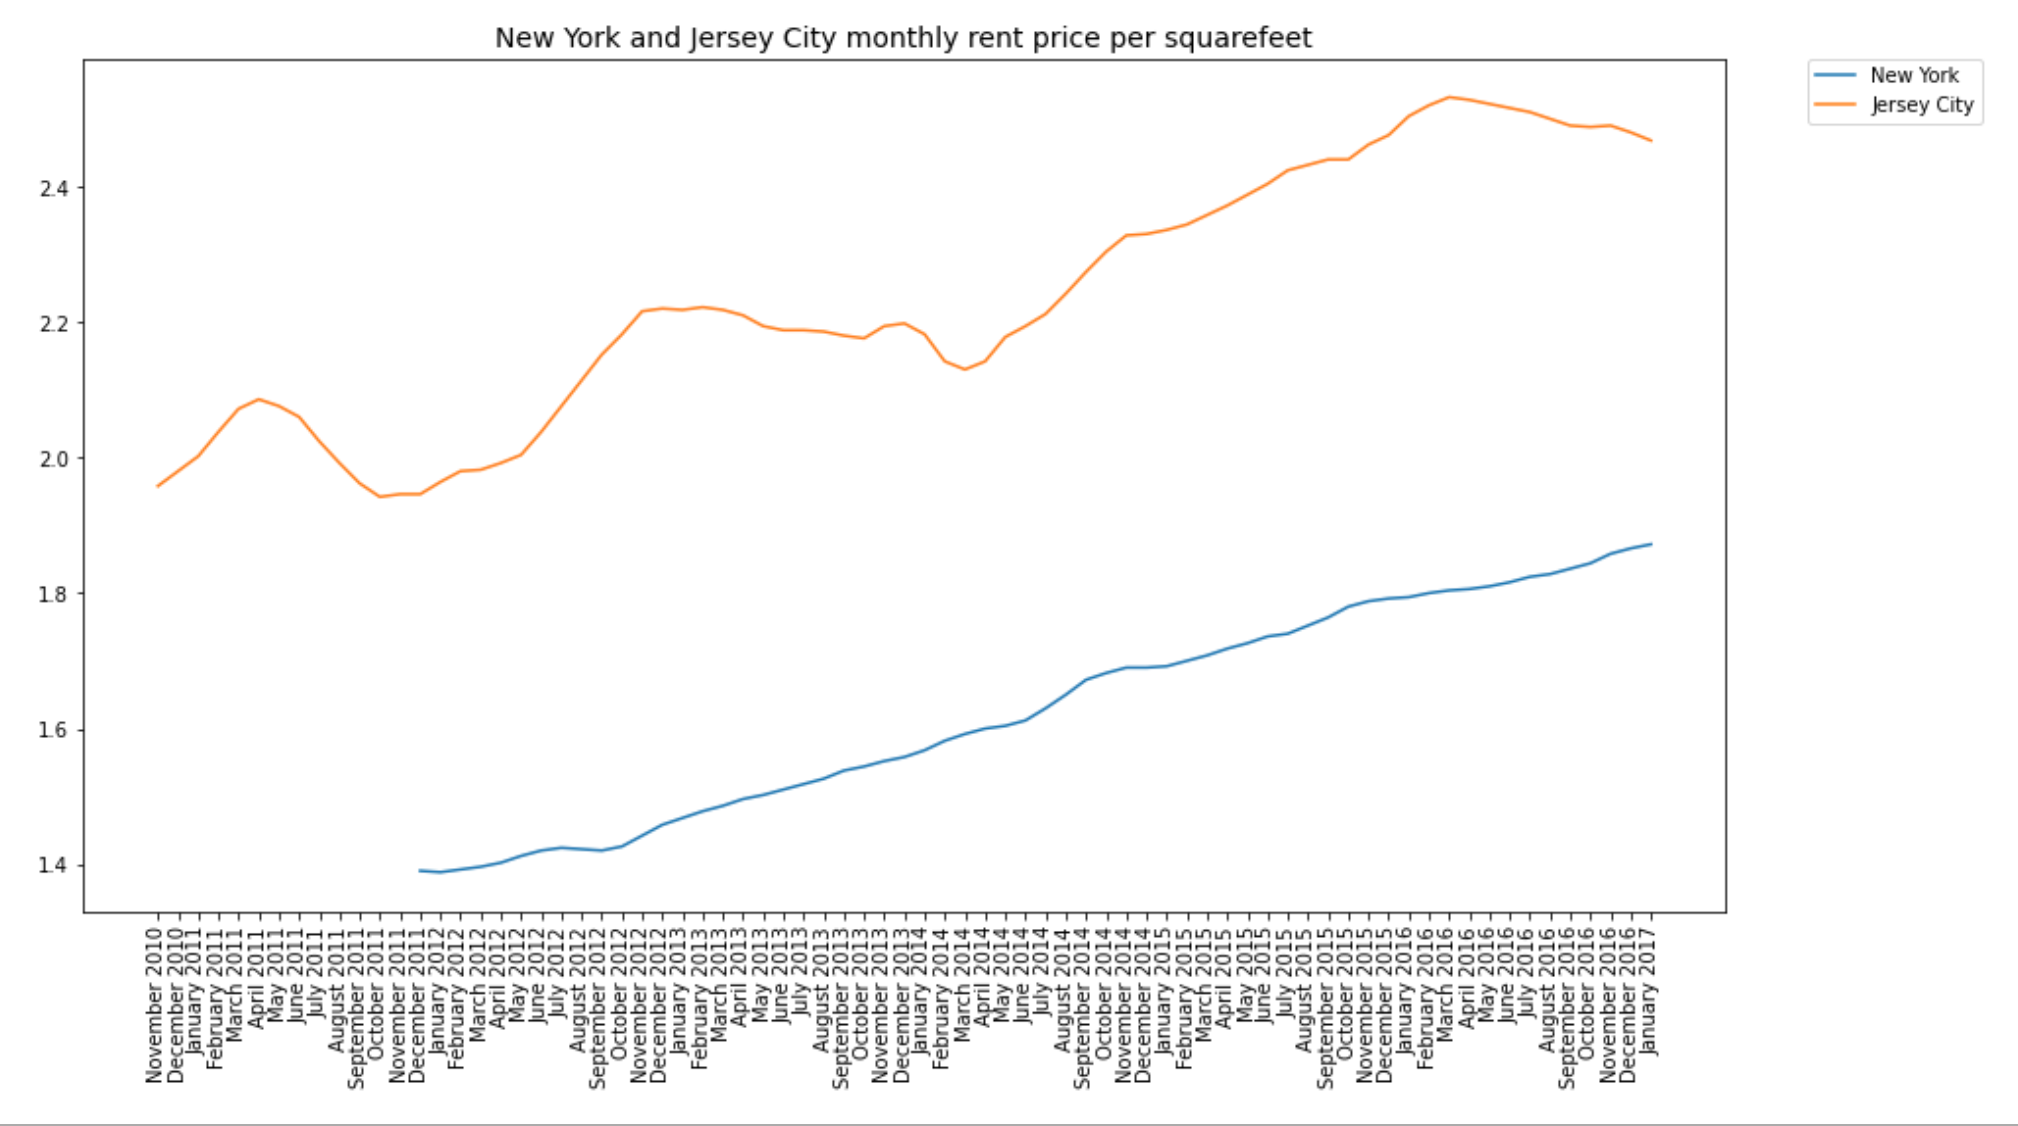 New York and Jersey City monthly rent price per squarefeet
New York
Jersey City
2.4
2.2
2.0
1.8
1.6
1.4
November 2010
December 2010
January 2011
February 2011
March 2011
April 2011
May 2011
June 2011
July 2011
August 2011
September 2011
October 2011
November 2011
December 2011
January 2012
February 2012
March 2012
April 2012
May 2012
June 2012
July 2012
August 2012
September 2012
October 2012
November 2012
December 2012
January 2013
February 2013
March 2013
April 2013
May 2013
June 2013
July 2013
August 2013
September 2013
October 2013
November 2013
December 2013
January 2014
February 2014
March 2014
April 2014
May 2014
June 2014
July 2014
August 2014
September 2014
October 2014
November 2014
December 2014
January 2015
February 2015
March 2015
April 2015
May 2015
June 2015
July 2015
August 2015
September 2015
October 2015
November 2015
December 2015
January 2016
February 2016
March 2016
April 2016
May 2016
June 2016
July 2016
August 2016
September 2016
October 2016
November 2016
December 2016
January 2017